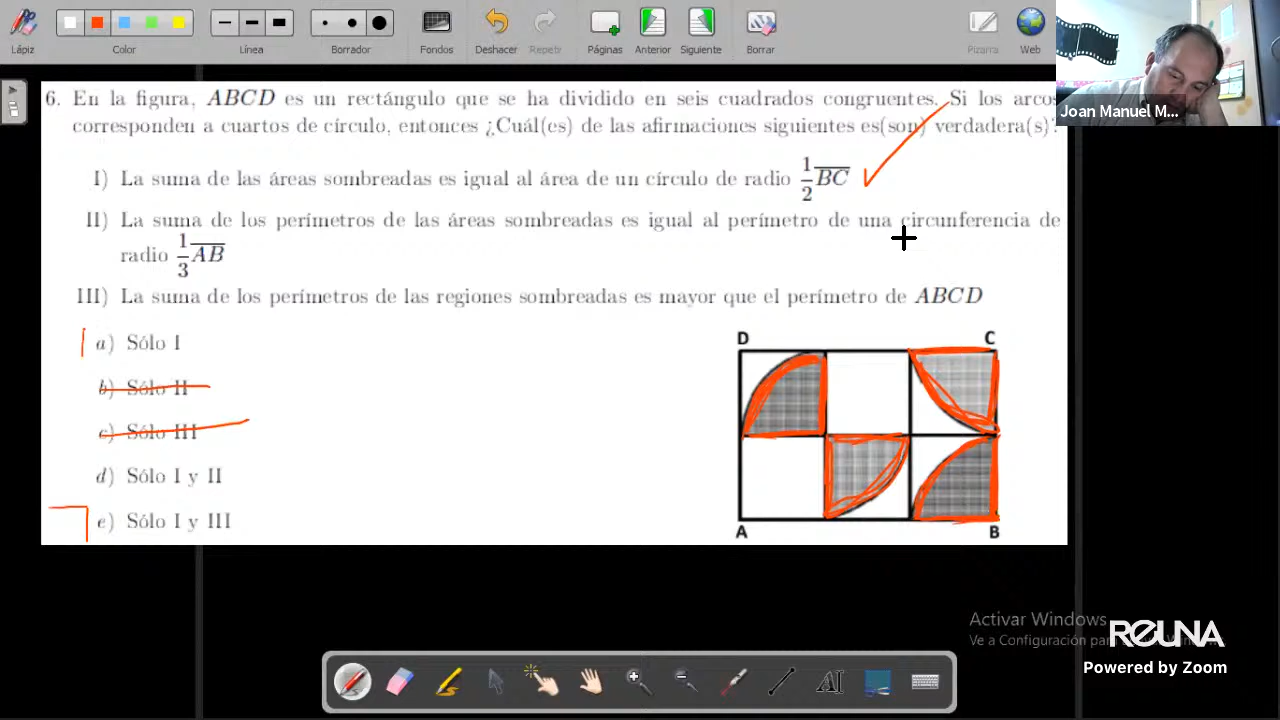 Lápiz
Color
Línea
Borrador
Fondos
Deshacer
Repetir
Páginas
Anterior
Siguiente
Borrar
Pizarra
Web
Joan Manuel M...
6. En la figura, ABCD es un rectángulo que se ha dividido en seis cuadrados congruentes. Si los arcos
corresponden a cuartos de círculo, entonces ¿Cuál(es) de las afirmaciones siguientes es(son) verdadera(s)?
I) La suma de las áreas sombreadas es igual al área de un círculo de radio 1/2 BC
II) La suma de los perímetros de las áreas sombreadas es igual al perímetro de una circunferencia de
radio 1/3 AB
III) La suma de los perímetros de las regiones sombreadas es mayor que el perímetro de ABCD
a) Sólo I
b) Sólo II
c) Sólo III
d) Sólo I y II
e) Sólo I y III
D
C
A
B
Activar Windows
Ve a Configuración par
REUNA
Powered by Zoom
AI